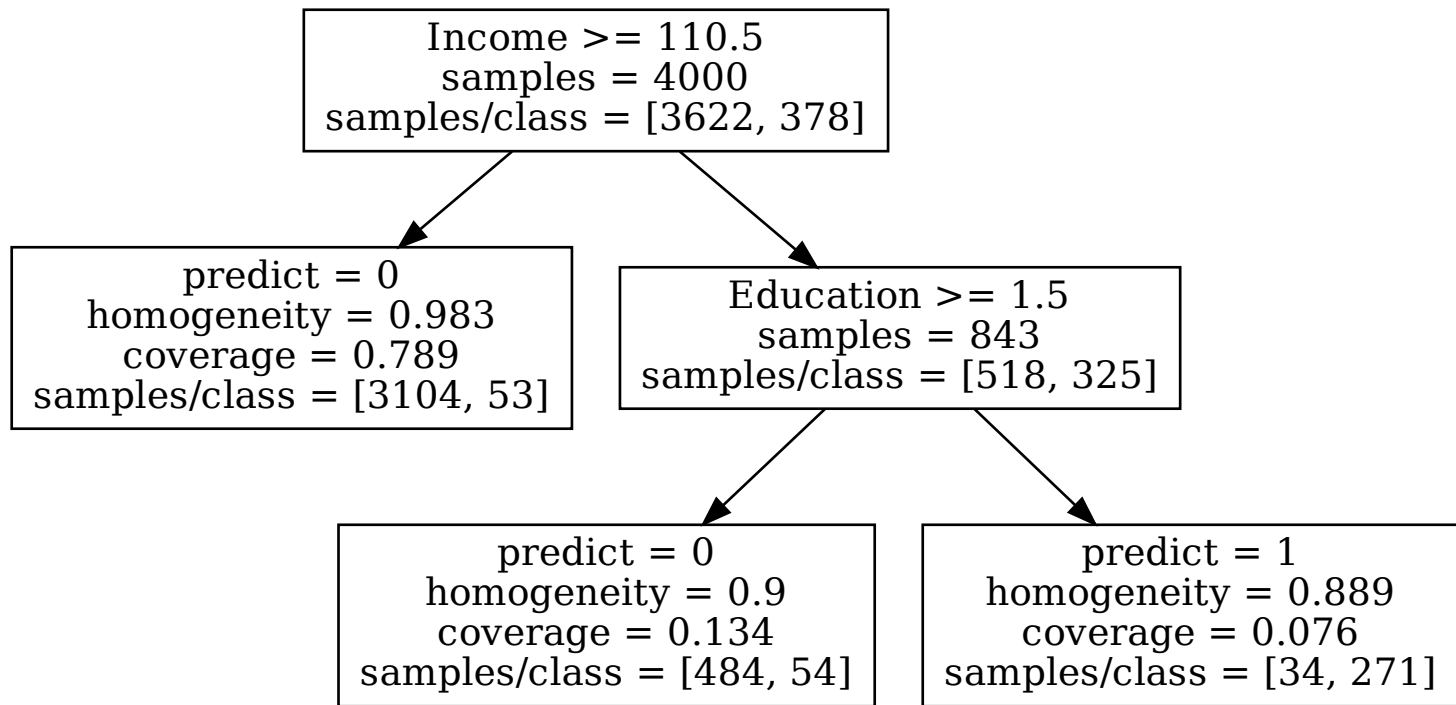 Income >= 110.5
samples = 4000
samples/class = [3622, 378]
predict = 0
homogeneity = 0.983
coverage = 0.789
samples/class = [3104, 53]
Education >= 1.5
samples = 843
samples/class = [518, 325]
predict = 0
homogeneity = 0.9
coverage = 0.134
samples/class = [484, 54]
predict = 1
homogeneity = 0.889
coverage = 0.076
samples/class = [34, 271]